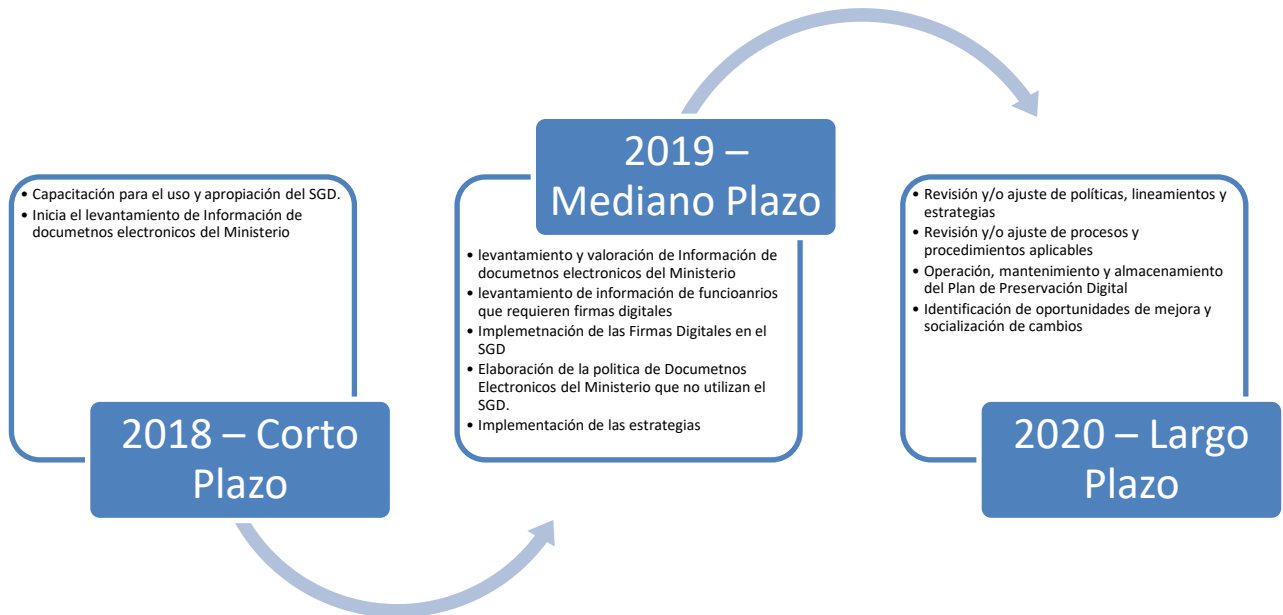 • Capacitación para el uso y apropiación del SGD.
• Inicia el levantamiento de Información de
documetnos electronicos del Ministerio
2018 – Corto
Plazo
2019 –
Mediano Plazo
• levantamiento y valoración de Información de
documetnos electronicos del Ministerio
• levantamiento de información de funcioanrios
que requieren firmas digitales
• Implemetnación de las Firmas Digitales en el
SGD
• Elaboración de la politica de Documetnos
Electronicos del Ministerio que no utilizan el
SGD.
• Implementación de las estrategias
• Revisión y/o ajuste de políticas, lineamientos y
estrategias
• Revisión y/o ajuste de procesos y
procedimientos aplicables
• Operación, mantenimiento y almacenamiento
del Plan de Preservación Digital
• Identificación de oportunidades de mejora y
socialización de cambios
2020 – Largo
Plazo